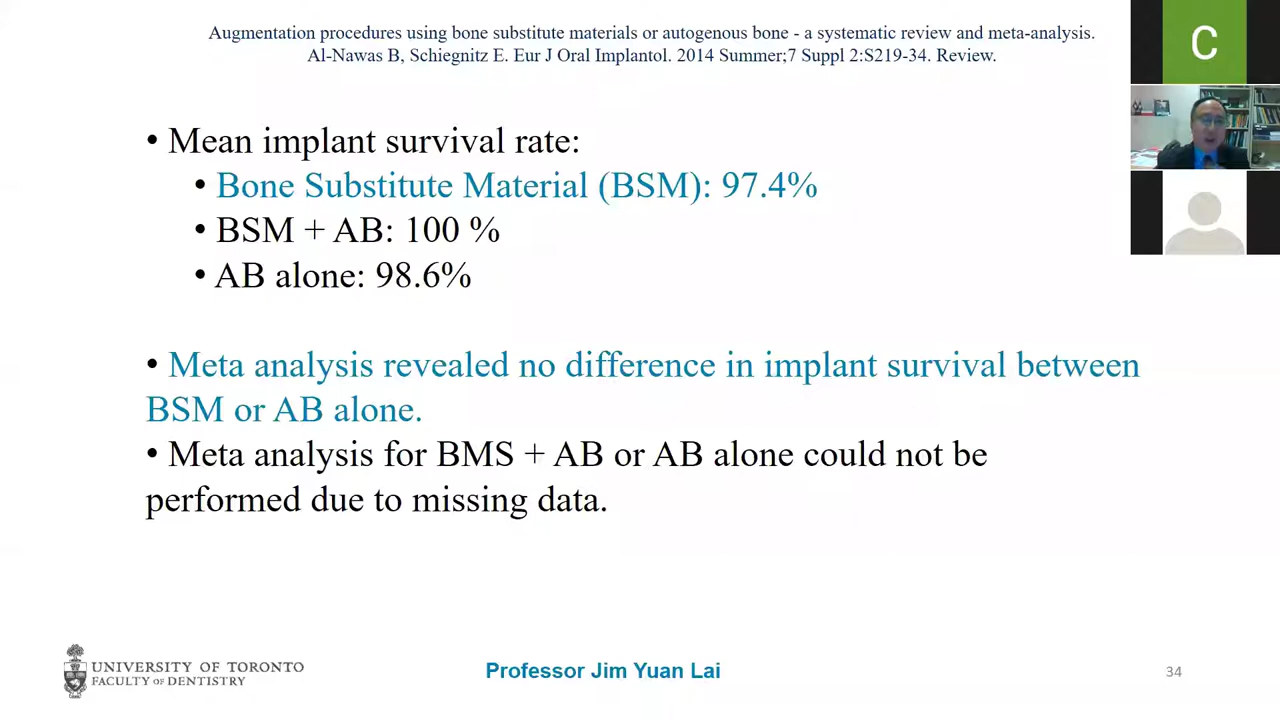 Augmentation procedures using bone substitute materials or autogenous bone - a systematic review and meta-analysis.
Al-Nawas B, Schiegnitz E. Eur J Oral Implantol. 2014 Summer;7 Suppl 2:S219-34. Review.
C
• Mean implant survival rate:
• Bone Substitute Material (BSM): 97.4%
• BSM + AB: 100 %
• AB alone: 98.6%
• Meta analysis revealed no difference in implant survival between
BSM or AB alone.
• Meta analysis for BMS + AB or AB alone could not be
performed due to missing data.
UNIVERSITY OF TORONTO
FACULTY OF DENTISTRY
Professor Jim Yuan Lai
34